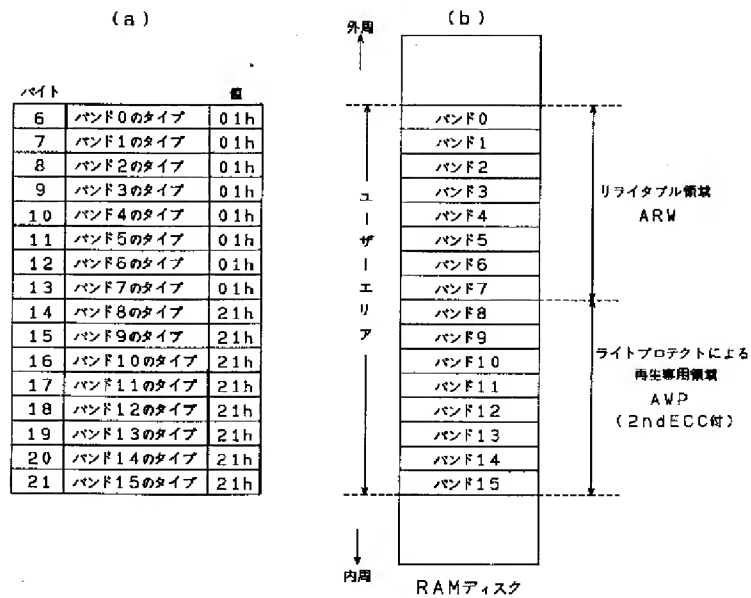 (a)
バイト 値
6 バンド0のタイプ 01h
7 バンド1のタイプ 01h
8 バンド2のタイプ 01h
9 バンド3のタイプ 01h
10 バンド4のタイプ 01h
11 バンド5のタイプ 01h
12 バンド6のタイプ 01h
13 バンド7のタイプ 01h
14 バンド8のタイプ 21h
15 バンド9のタイプ 21h
16 バンド10のタイプ 21h
17 バンド11のタイプ 21h
18 バンド12のタイプ 21h
19 バンド13のタイプ 21h
20 バンド14のタイプ 21h
21 バンド15のタイプ 21h
(b)
外周
ユーザーエリア
バンド0
バンド1
バンド2
バンド3
バンド4
バンド5
バンド6
バンド7
バンド8
バンド9
バンド10
バンド11
バンド12
バンド13
バンド14
バンド15
リライタブル領域
ARW
ライトプロテクトによる
再生専用領域
AWP
(2ndECC付)
内周
RAMディスク